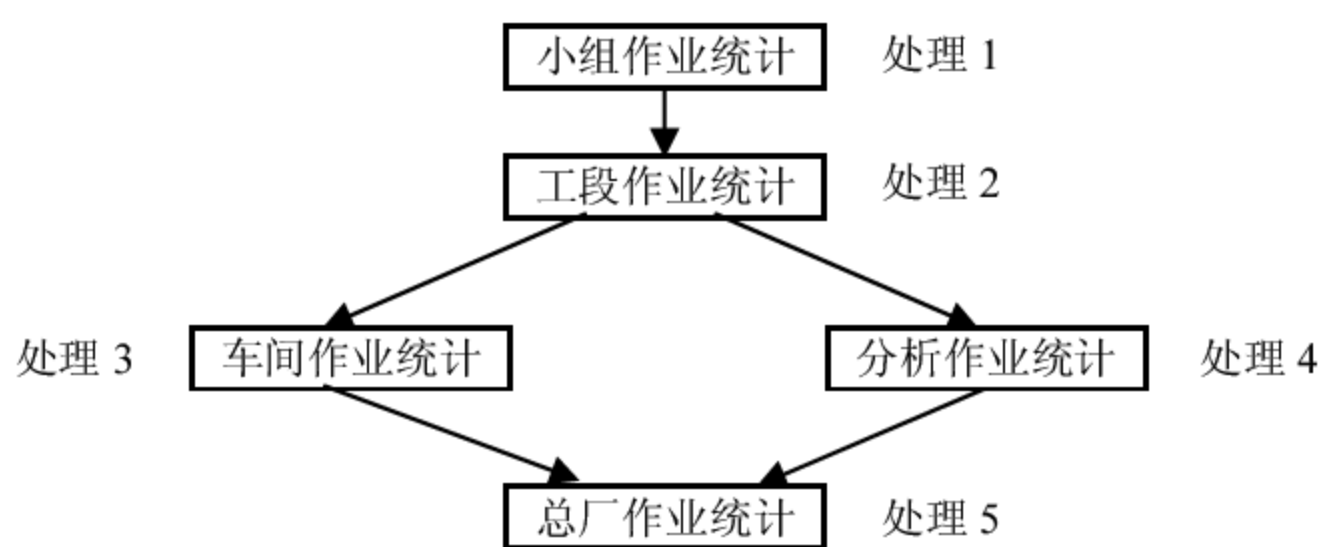 小组作业统计 处理 1
工段作业统计 处理 2
处理 3 车间作业统计 分析作业统计 处理 4
总厂作业统计 处理 5